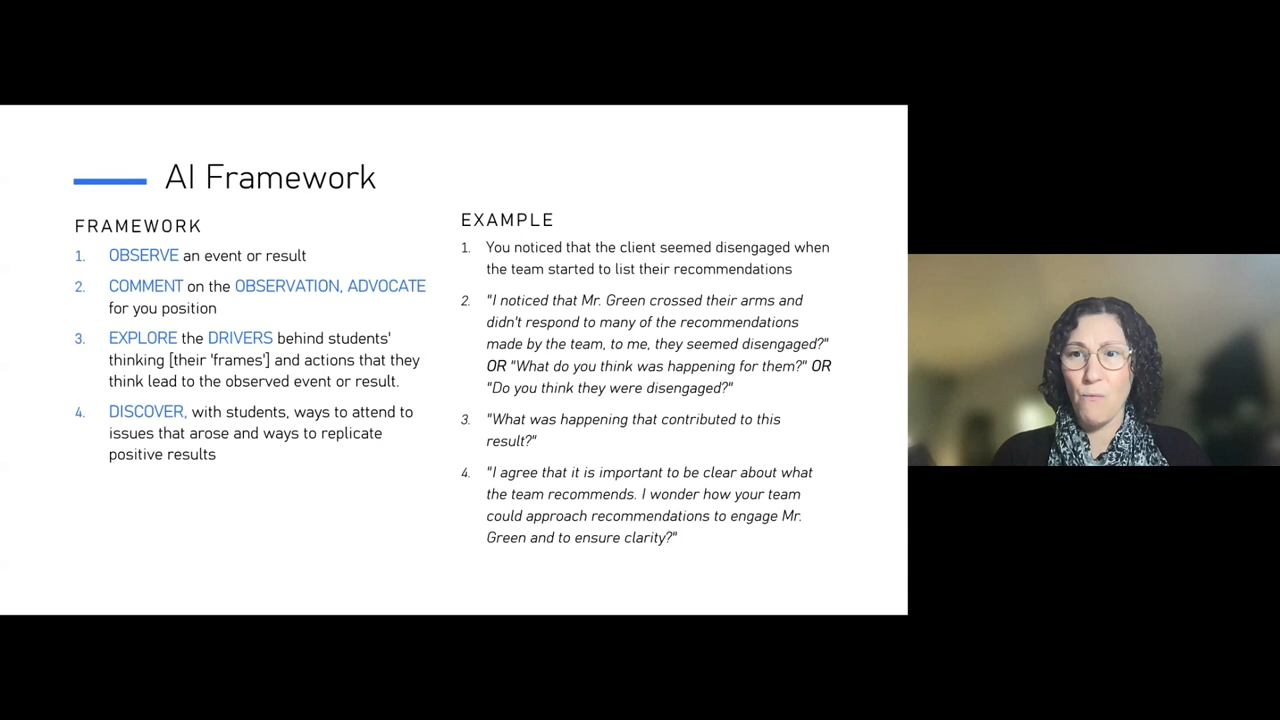 AI Framework
FRAMEWORK
1. OBSERVE an event or result
2. COMMENT on the OBSERVATION, ADVOCATE
for you position
3. EXPLORE the DRIVERS behind students'
thinking [their 'frames'] and actions that they
think lead to the observed event or result.
4. DISCOVER, with students, ways to attend to
issues that arose and ways to replicate
positive results
EXAMPLE
1. You noticed that the client seemed disengaged when
the team started to list their recommendations
2. "I noticed that Mr. Green crossed their arms and
didn't respond to many of the recommendations
made by the team, to me, they seemed disengaged?"
OR "What do you think was happening for them?" OR
"Do you think they were disengaged?"
3. "What was happening that contributed to this
result?"
4. "I agree that it is important to be clear about what
the team recommends. I wonder how your team
could approach recommendations to engage Mr.
Green and to ensure clarity?"